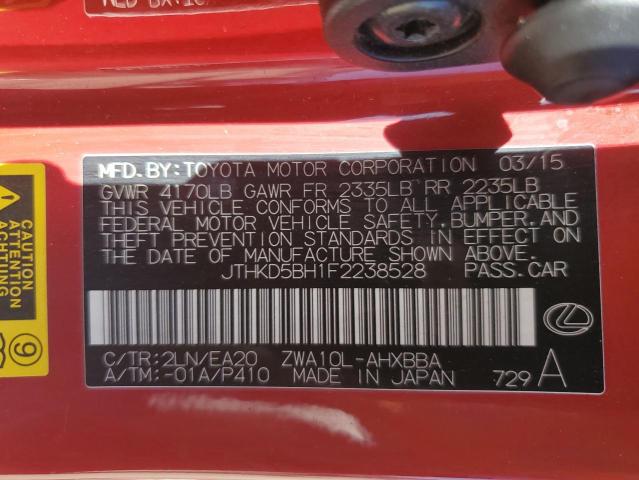 MFD.BY:TOYOTA MOTOR CORPORATION 03/15
GVWR 4170LB GAWR FR 2335LB RR 2235LB
THIS VEHICLE CONFORMS TO ALL APPLICABLE
FEDERAL MOTOR VEHICLE SAFETY,BUMPER,AND
THEFT PREVENTION STANDARDS IN EFFECT ON
THE DATE OF MANUFACTURE SHOWN ABOVE.
JTHKD5BH1F2238528 PASS.CAR
C/TR:2LN/EA20 ZWA10L-AHXBBA
A/TM:-01A/P410 MADE IN JAPAN 729 A
CAUTION
ACHTUNG
9